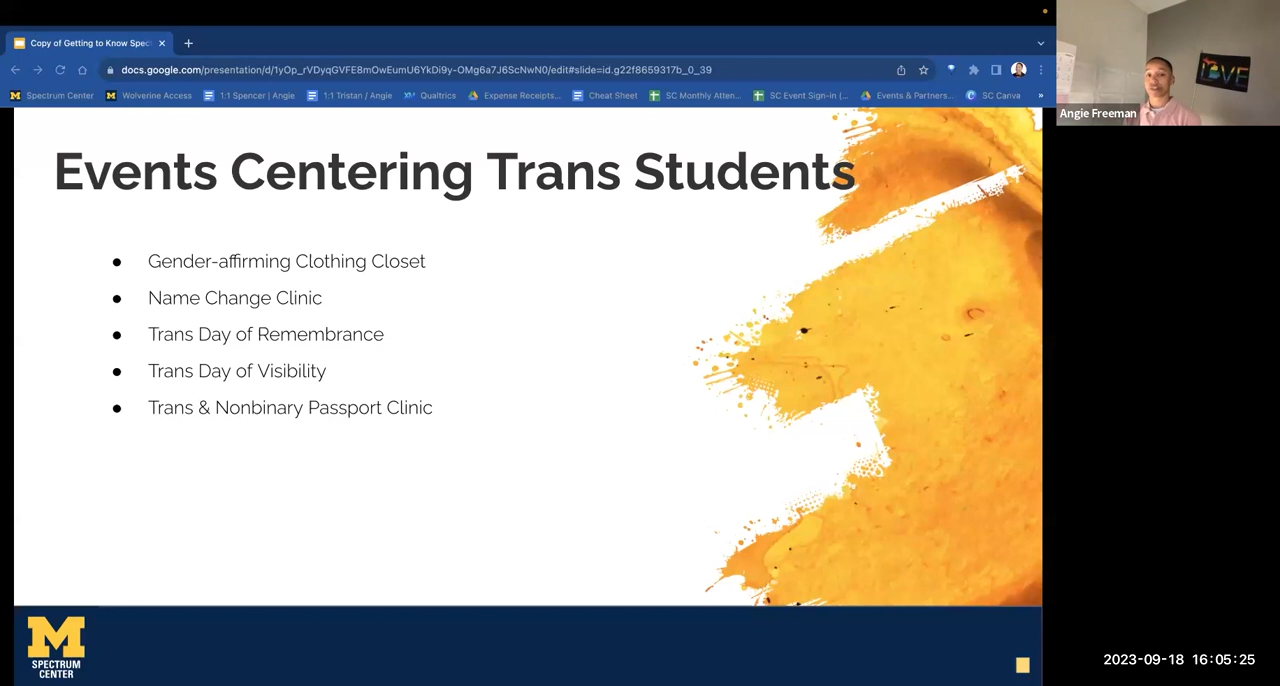 Copy of Getting to Know Spec
docs.google.com/presentation/d/1yOp_rVDyqGVFE8mOwEumU6YkDi9y-OMg6a7J6ScNwN0/edit#slide=id.g22f8659317b_0_39
Spectrum Center
Wolverine Access
1:1 Spencer | Angie
1:1 Tristan / Angie
Qualtrics
Expense Receipts...
Cheat Sheet
SC Monthly Atten...
SC Event Sign-in (...
Events & Partners...
SC Canva
»
LOVE
Angie Freeman
Events Centering Trans Students
● Gender-affirming Clothing Closet
● Name Change Clinic
● Trans Day of Remembrance
● Trans Day of Visibility
● Trans & Nonbinary Passport Clinic
M
SPECTRUM
CENTER
2023-09-18 16:05:25